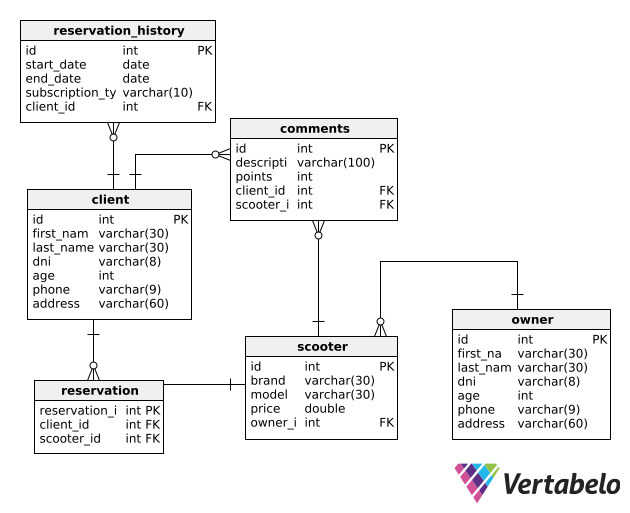 reservation_history
id int PK
start_date date
end_date date
subscription_ty varchar(10)
client_id int FK
comments
id int PK
descripti varchar(100)
points int
client_id int FK
scooter_i int FK
client
id int PK
first_nam varchar(30)
last_name varchar(30)
dni varchar(8)
age int
phone varchar(9)
address varchar(60)
owner
id int PK
first_na varchar(30)
last_nam varchar(30)
dni varchar(8)
age int
phone varchar(9)
address varchar(60)
scooter
id int PK
brand varchar(30)
model varchar(30)
price double
owner_i int FK
reservation
reservation_i int PK
client_id int FK
scooter_id int FK
Vertabelo